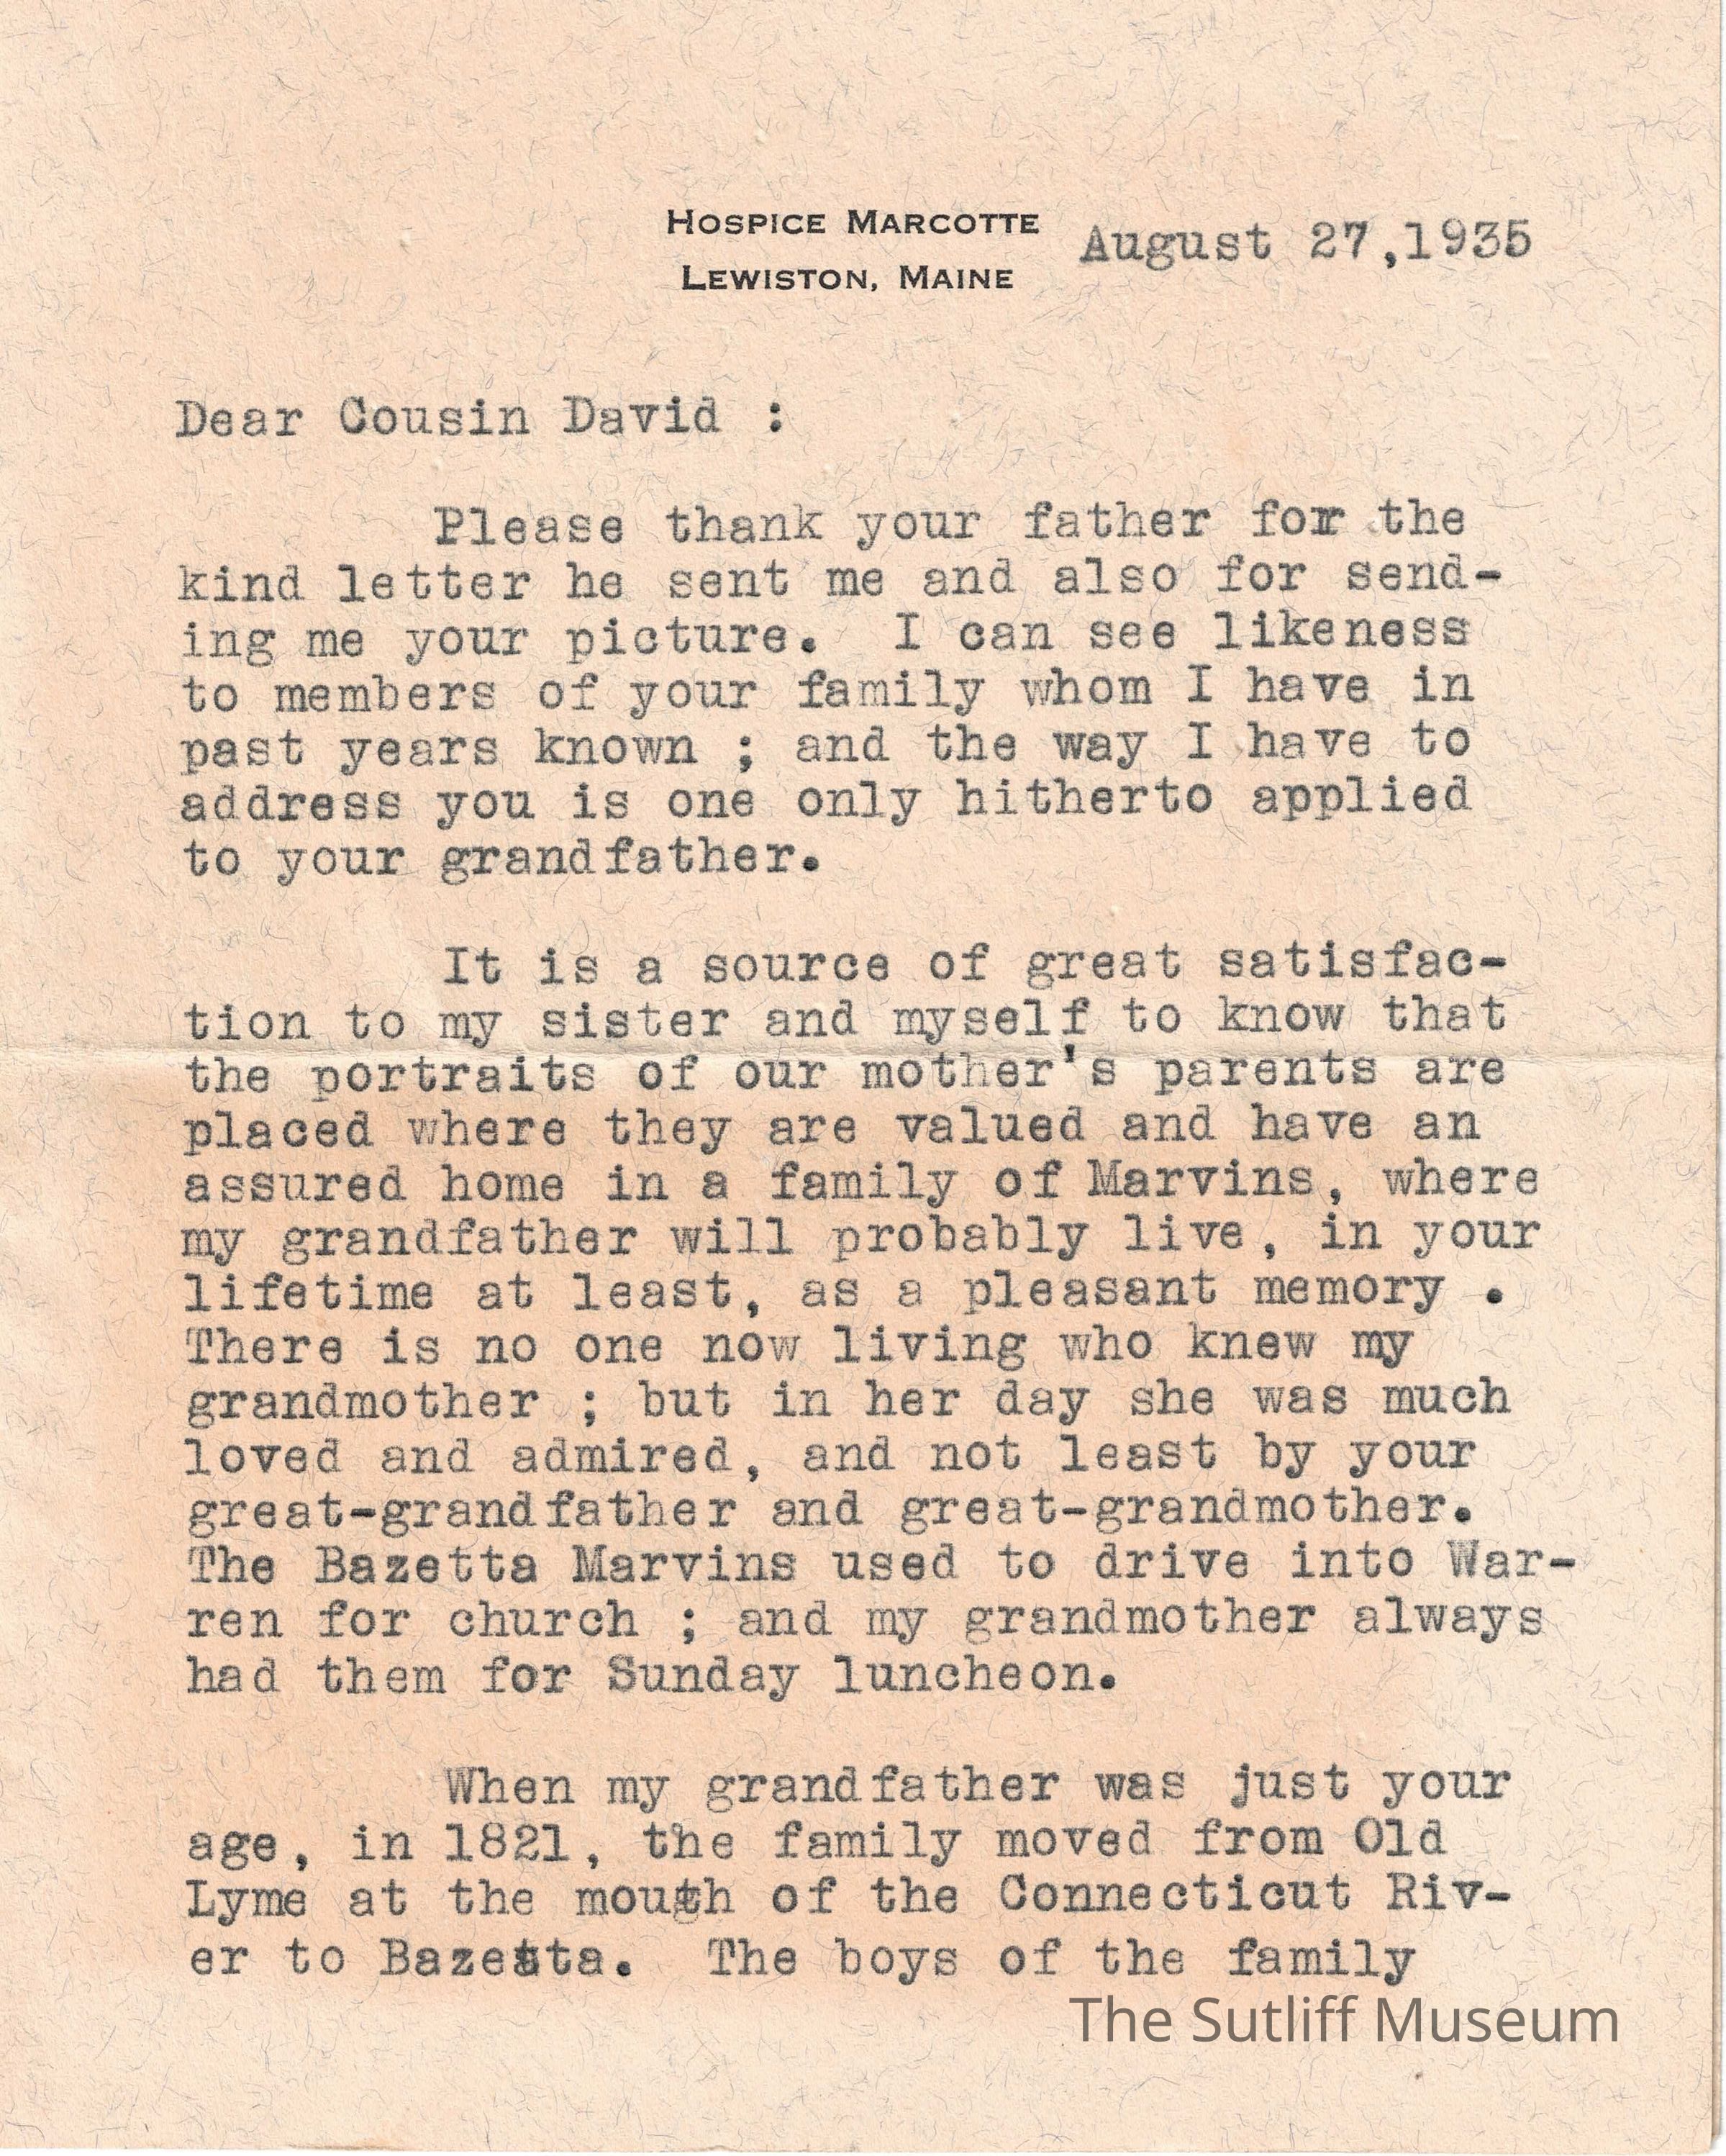 HOSPICE MARCOTTE
LEWISTON, MAINE
August 27,1935
Dear Cousin David :
Please thank your father for the
kind letter he sent me and also for send-
ing me your picture. I can see likeness
to members of your family whom I have in
past years known ; and the way I have to
address you is one only hitherto applied
to your grandfather.
It is a source of great satisfac-
tion to my sister and myself to know that
the portraits of our mother's parents are
placed where they are valued and have an
assured home in a family of Marvins, where
my grandfather will probably live, in your
lifetime at least, as a pleasant memory .
There is no one now living who knew my
grandmother ; but in her day she was much
loved and admired, and not least by your
great-grandfather and great-grandmother.
The Bazetta Marvins used to drive into War-
ren for church ; and my grandmother always
had them for Sunday luncheon.
When my grandfather was just your
age, in 1821, the family moved from Old
Lyme at the mouth of the Connecticut Riv-
er to Bazetta. The boys of the family
The Sutliff Museum